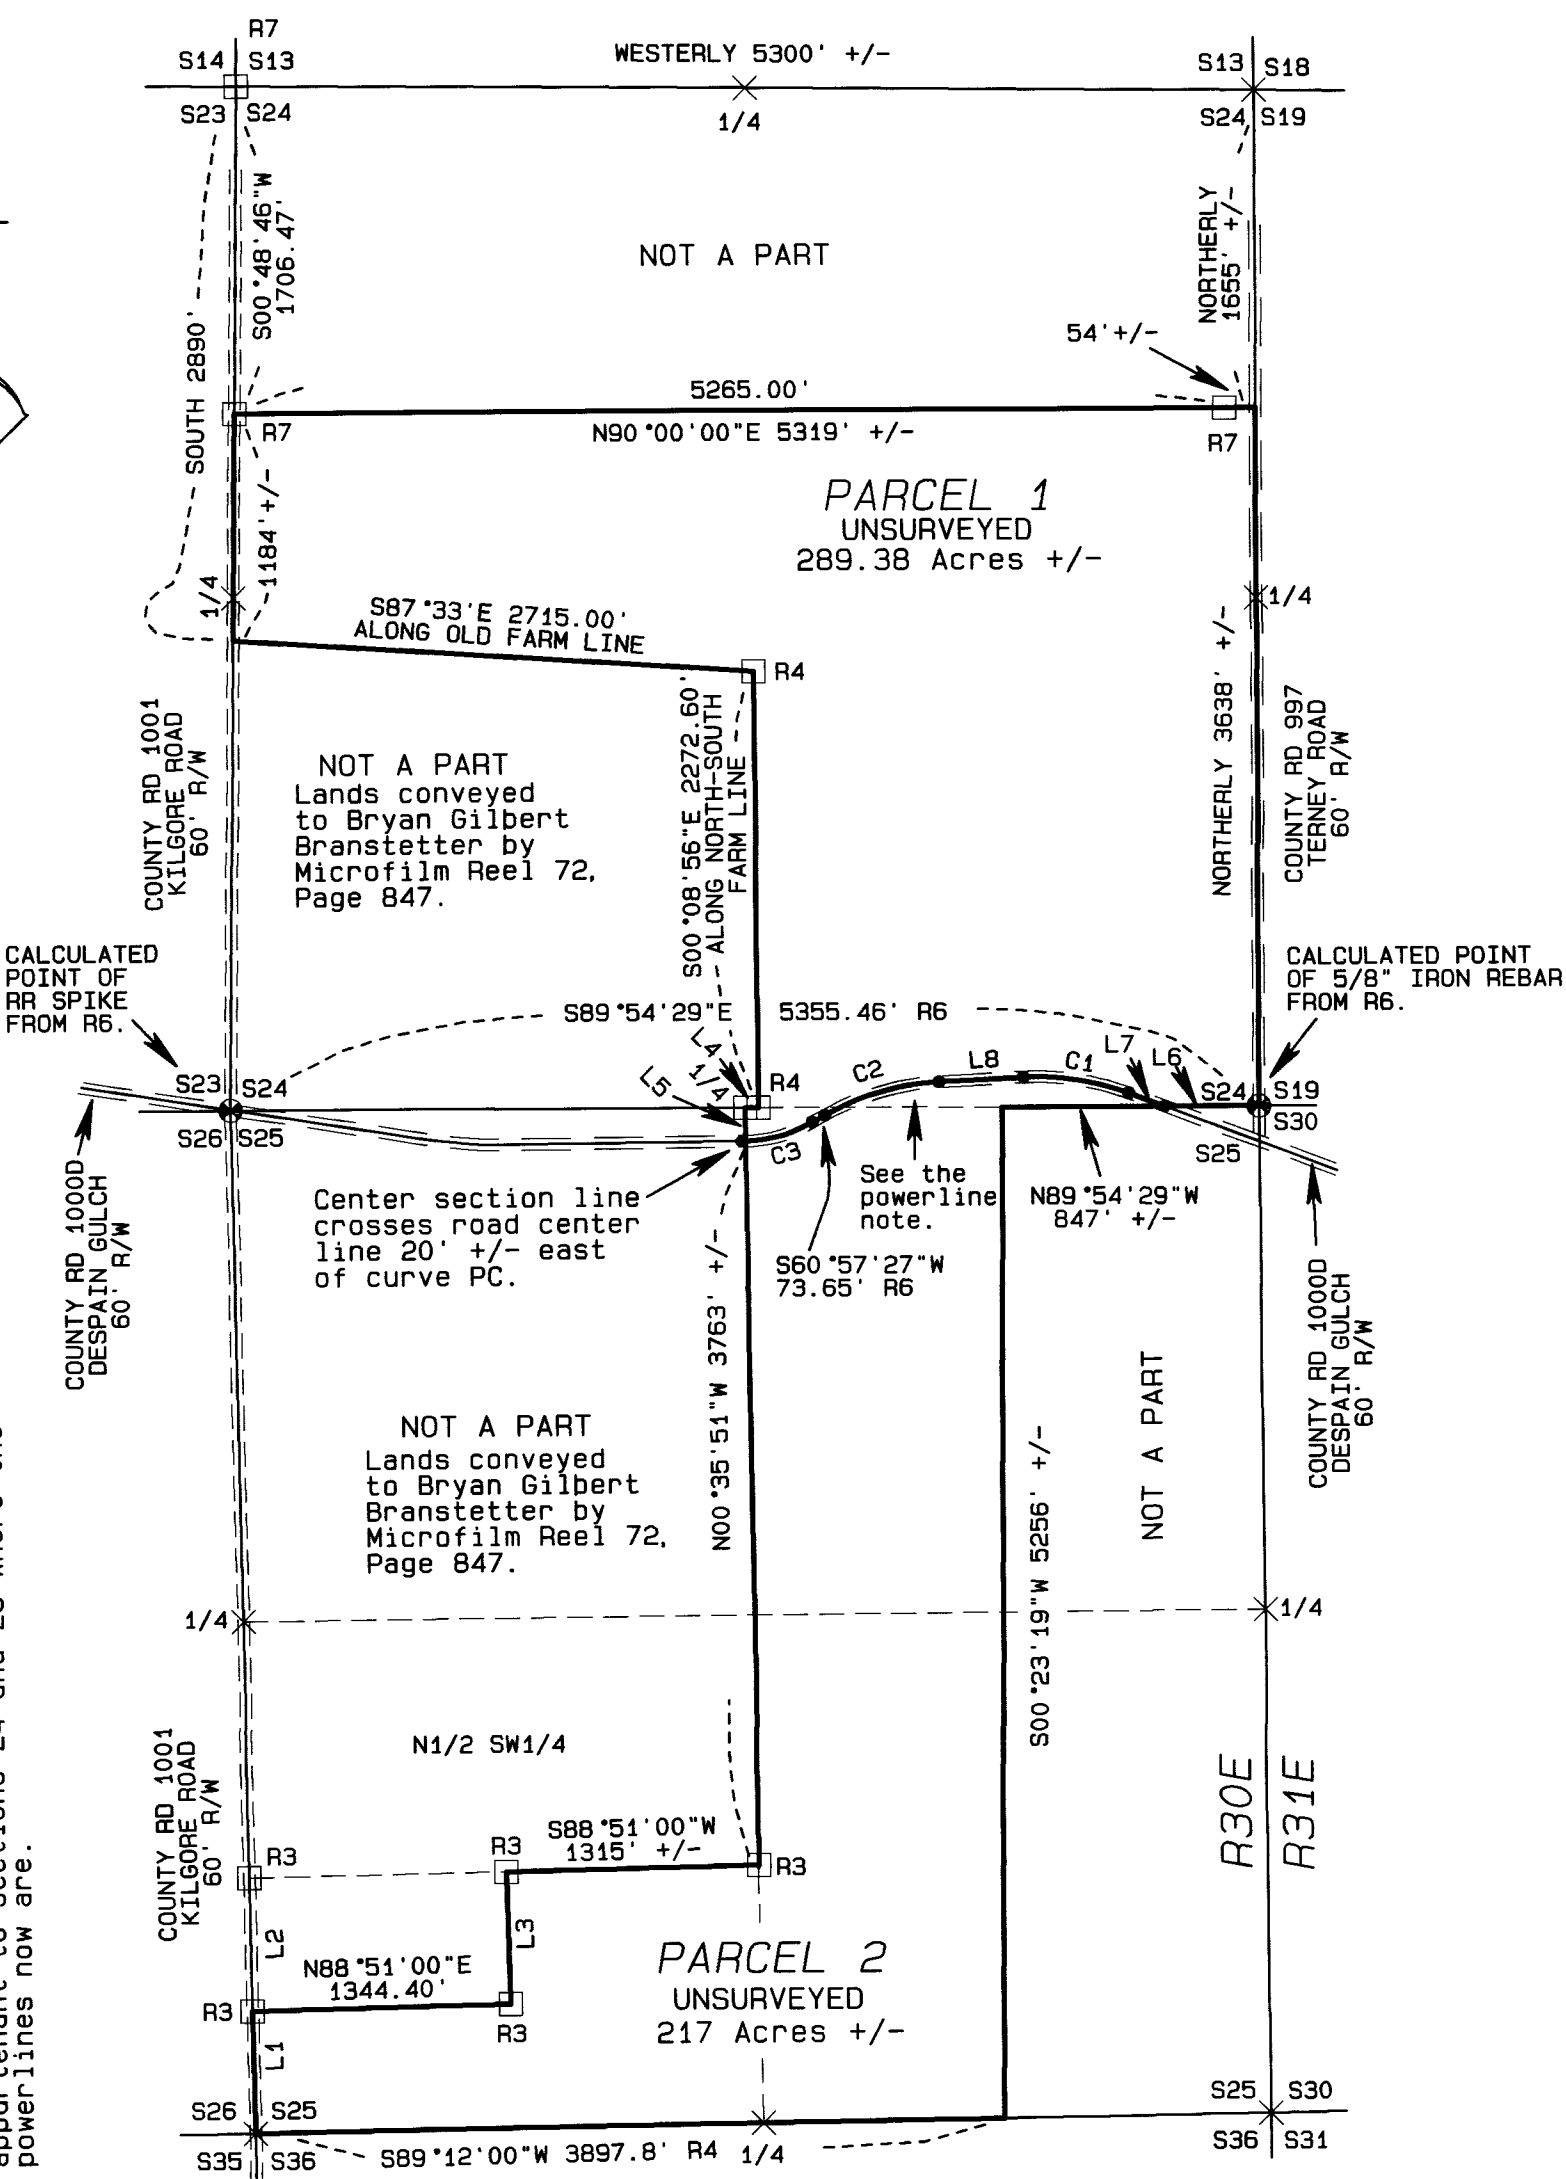 R7
S14 S13
S23 S24
WESTERLY 5300' +/-
1/4
S13 S18
S24 S19
S00°48'46"W
1706.47'
SOUTH 2890'
NOT A PART
NORTHERLY
1655' +/-
54'+/-
5265.00'
R7
N90°00'00"E 5319' +/-
R7
PARCEL 1
UNSURVEYED
289.38 Acres +/-
1184'+/-
1/4
1/4
S87°33'E 2715.00'
ALONG OLD FARM LINE
R4
COUNTY RD 1001
KILGORE ROAD
60' R/W
NOT A PART
Lands conveyed
to Bryan Gilbert
Branstetter by
Microfilm Reel 72,
Page 847.
S00°08'56"E 2272.60'
ALONG NORTH-SOUTH
FARM LINE
NORTHERLY 3638' +/-
COUNTY RD 997
TERNEY ROAD
60' R/W
CALCULATED
POINT OF
RR SPIKE
FROM R6.
CALCULATED POINT
OF 5/8" IRON REBAR
FROM R6.
S89°54'29"E 5355.46' R6
L4
1/4
L5
R4
C2
L8
C1
L7
L6
S23 S24
S26 S25
S24 S19
S30
S25
C3
Center section line
crosses road center
line 20' +/- east
of curve PC.
See the
powerline
note.
S60°57'27"W
73.65' R6
N89°54'29"W
847' +/-
COUNTY RD 1000D
DESPAIN GULCH
60' R/W
COUNTY RD 1000D
DESPAIN GULCH
60' R/W
N00°35'51"W 3763' +/-
NOT A PART
NOT A PART
Lands conveyed
to Bryan Gilbert
Branstetter by
Microfilm Reel 72,
Page 847.
S00°23'19"W 5256' +/-
1/4
1/4
N1/2 SW1/4
COUNTY RD 1001
KILGORE ROAD
60' R/W
R30E
R31E
S88°51'00"W
1315' +/-
R3
R3
R3
L2
L3
N88°51'00"E
1344.40'
R3
R3
PARCEL 2
UNSURVEYED
217 Acres +/-
L1
S26 S25
S35 S36
S89°12'00"W 3897.8' R4
1/4
S25 S30
S36 S31
appurtenant to sections 24 and 25 where the
powerlines now are.